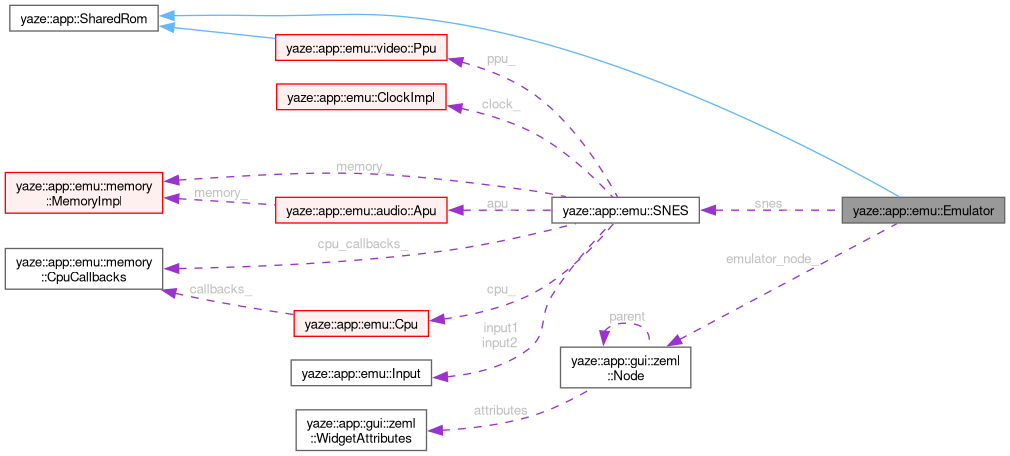 yaze::app::SharedRom
yaze::app::emu::video::Ppu
ppu_
yaze::app::emu::ClockImpl
clock_
memory_
yaze::app::emu::memory
::MemoryImpl
memory_
yaze::app::emu::audio::Apu
apu_
yaze::app::emu::SNES
snes_
yaze::app::emu::Emulator
cpu_callbacks_
yaze::app::emu::memory
::CpuCallbacks
emulator_node_
callbacks_
cpu_
yaze::app::emu::Cpu
parent
input1
input2
yaze::app::emu::Input
yaze::app::gui::zeml
::Node
attributes
yaze::app::gui::zeml
::WidgetAttributes